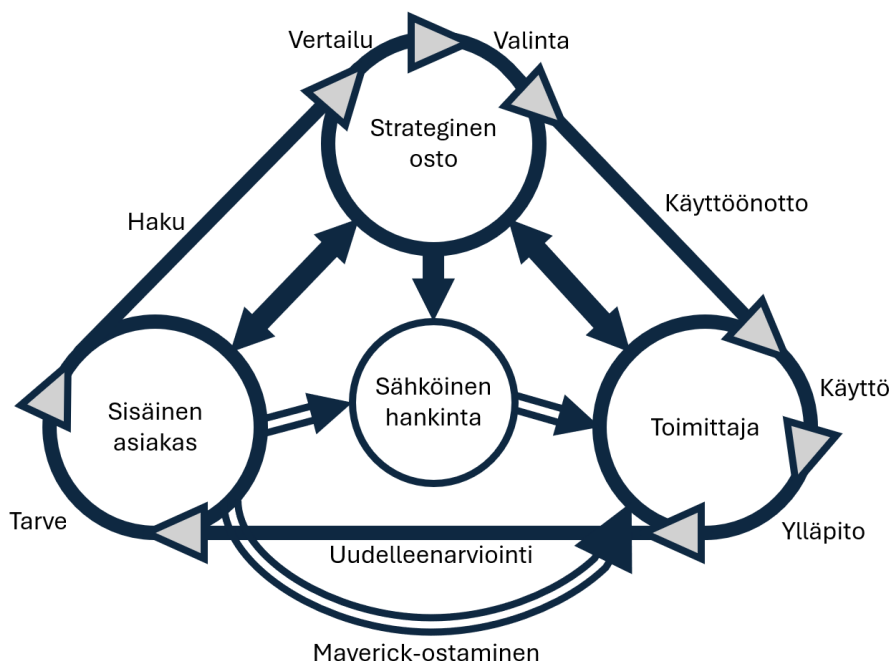 Vertailu
Valinta
Strateginen
osto
Haku
Käyttöönotto
Sähköinen
hankinta
Sisäinen
asiakas
Toimittaja
Käyttö
Tarve
Ylläpito
Uudelleenarviointi
Maverick-ostaminen